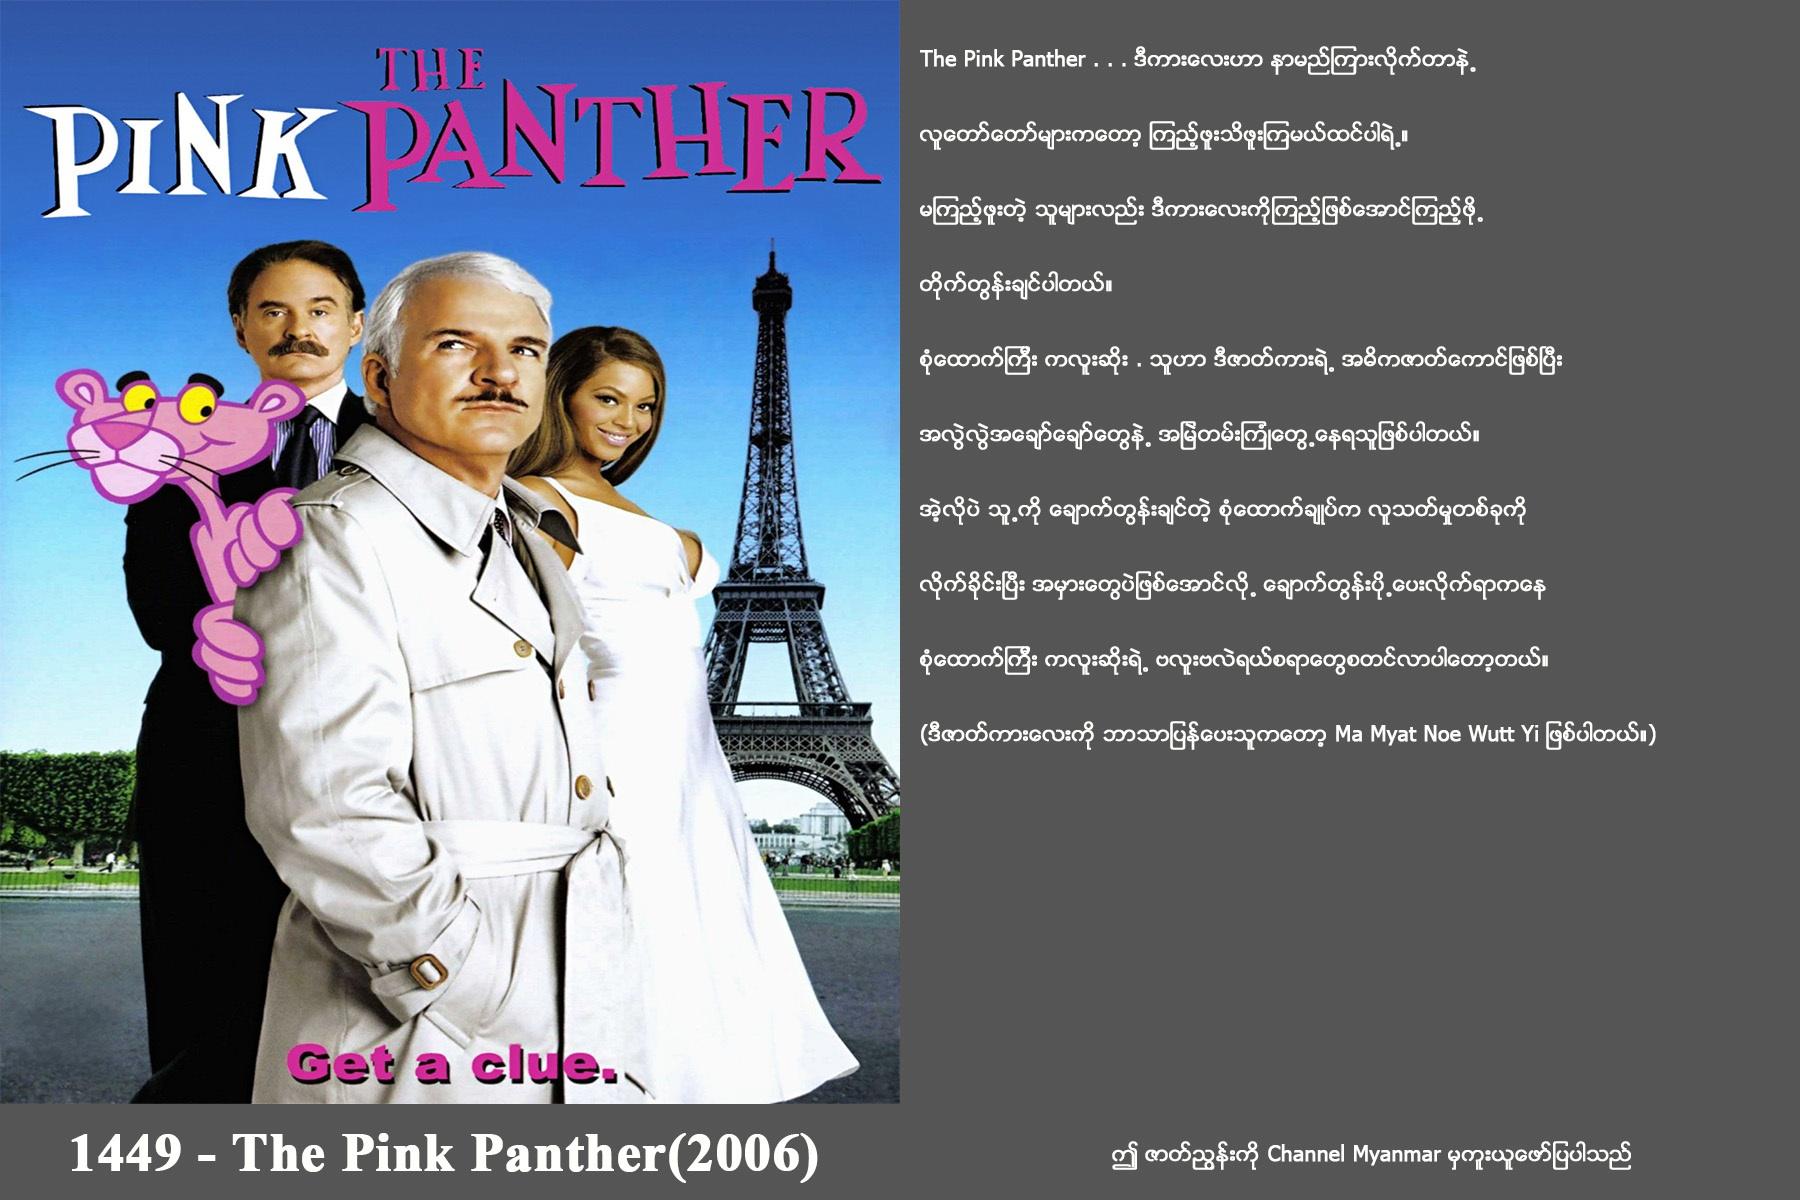 THE
PINK PANTHER
Get a clue.
1449 - The Pink Panther(2006)
The Pink Panther . . . ဒီကားလေးဟာ နာမည်ကြားလိုက်တာနဲ့
လူတော်တော်များကတော့ ကြည့်ဖူးသိဖူးကြမယ်ထင်ပါရဲ့။
မကြည့်ဖူးတဲ့ သူများလည်း ဒီကားလေးကိုကြည့်ဖြစ်အောင်ကြည့်ဖို့
တိုက်တွန်းချင်ပါတယ်။
စုံထောက်ကြီး ကလူးဆိုး . သူဟာ ဒီဇာတ်ကားရဲ့ အဓိကဇာတ်ကောင်ဖြစ်ပြီး
အလွဲလွဲအချော်ချော်တွေနဲ့ အမြဲတမ်းကြုံတွေ့နေရသူဖြစ်ပါတယ်။
အဲ့လိုပဲ သူ့ကို ချောက်တွန်းချင်တဲ့ စုံထောက်ချုပ်က လူသတ်မှုတစ်ခုကို
လိုက်ခိုင်းပြီး အမှားတွေပဲဖြစ်အောင်လို့ ချောက်တွန်းပို့ပေးလိုက်ရာကနေ
စုံထောက်ကြီး ကလူးဆိုးရဲ့ ဗလူးဗလဲရယ်စရာတွေစတင်လာပါတော့တယ်။
(ဒီဇာတ်ကားလေးကို ဘာသာပြန်ပေးသူကတော့ Ma Myat Noe Wutt Yi ဖြစ်ပါတယ်။)
ဤ ဇာတ်ညွှန်းကို Channel Myanmar မှကူးယူဖော်ပြပါသည်